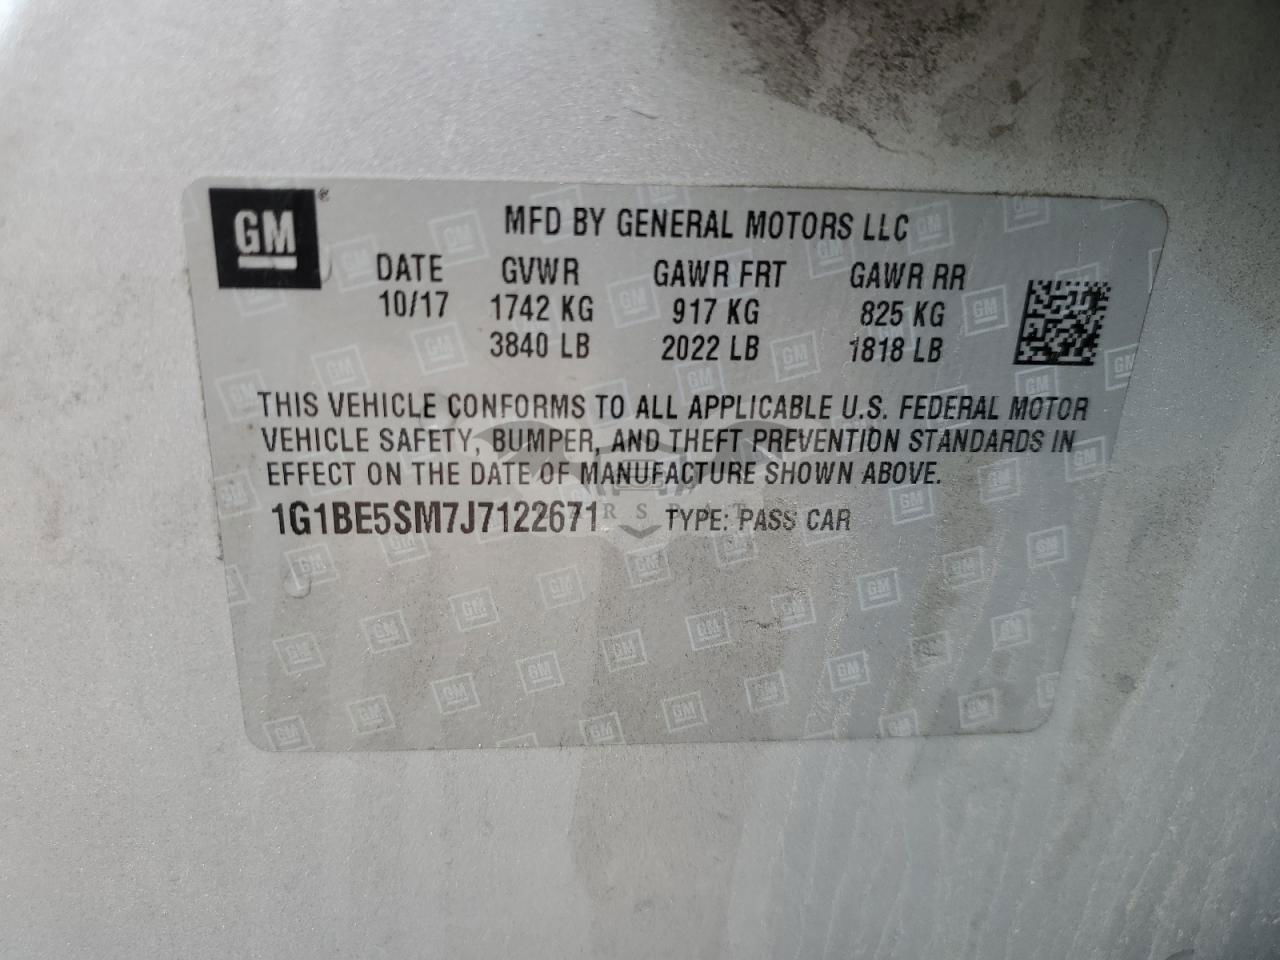 GM®
MFD BY GENERAL MOTORS LLC
DATE GVWR GAWR FRT GAWR RR
10/17 1742 KG 917 KG 825 KG
3840 LB 2022 LB 1818 LB
THIS VEHICLE CONFORMS TO ALL APPLICABLE U.S. FEDERAL MOTOR
VEHICLE SAFETY, BUMPER, AND THEFT PREVENTION STANDARDS IN
EFFECT ON THE DATE OF MANUFACTURE SHOWN ABOVE.
1G1BE5SM7J7122671 TYPE: PASS CAR